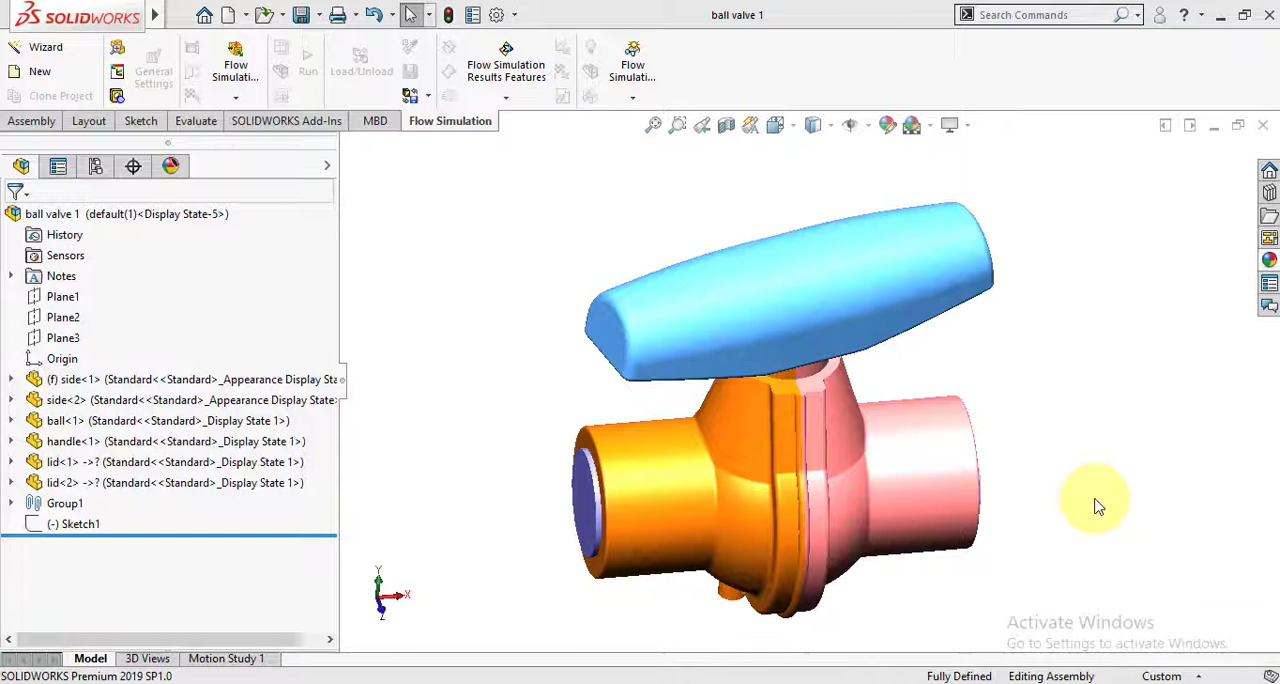 SOLIDWORKS
ball valve 1
Search Commands
?
Wizard
New
Clone Project
General
Settings
Flow
Simulati...
Run
Load/Unload
Flow Simulation
Results Features
Flow
Simulati...
Assembly
Layout
Sketch
Evaluate
SOLIDWORKS Add-Ins
MBD
Flow Simulation
ball valve 1 (default(1)<Display State-5>)
History
Sensors
Notes
Plane1
Plane2
Plane3
Origin
(f) side<1> (Standard<<Standard>_Appearance Display Sta
side<2> (Standard<<Standard>_Appearance Display State
ball<1> (Standard<<Standard>_Display State 1>)
handle<1> (Standard<<Standard>_Display State 1>)
lid<1> ->? (Standard<<Standard>_Display State 1>)
lid<2> ->? (Standard<<Standard>_Display State 1>)
Group1
(-) Sketch1
Y
X
Z
Activate Windows
Go to Settings to activate Windows.
Model
3D Views
Motion Study 1
SOLIDWORKS Premium 2019 SP1.0
Fully Defined
Editing Assembly
Custom